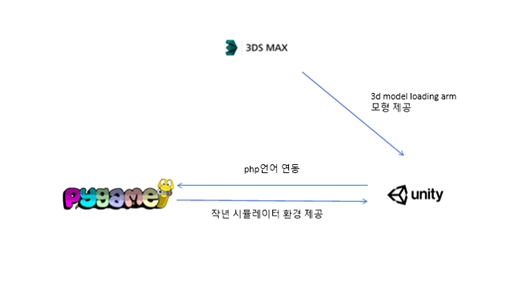 3DS MAX
3d model loading arm
모형 제공
php언어 연동
pygame
unity
작년 시뮬레이터 환경 제공